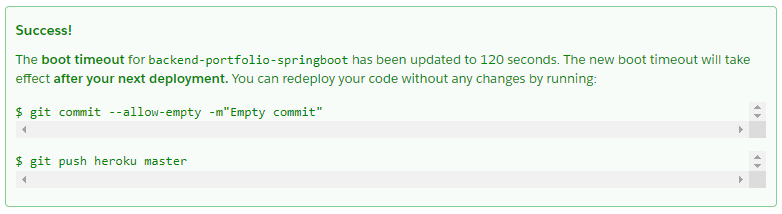 Success!
The boot timeout for backend-portfolio-springboot has been updated to 120 seconds. The new boot timeout will take
effect after your next deployment. You can redeploy your code without any changes by running:
$ git commit --allow-empty -m"Empty commit"
$ git push heroku master